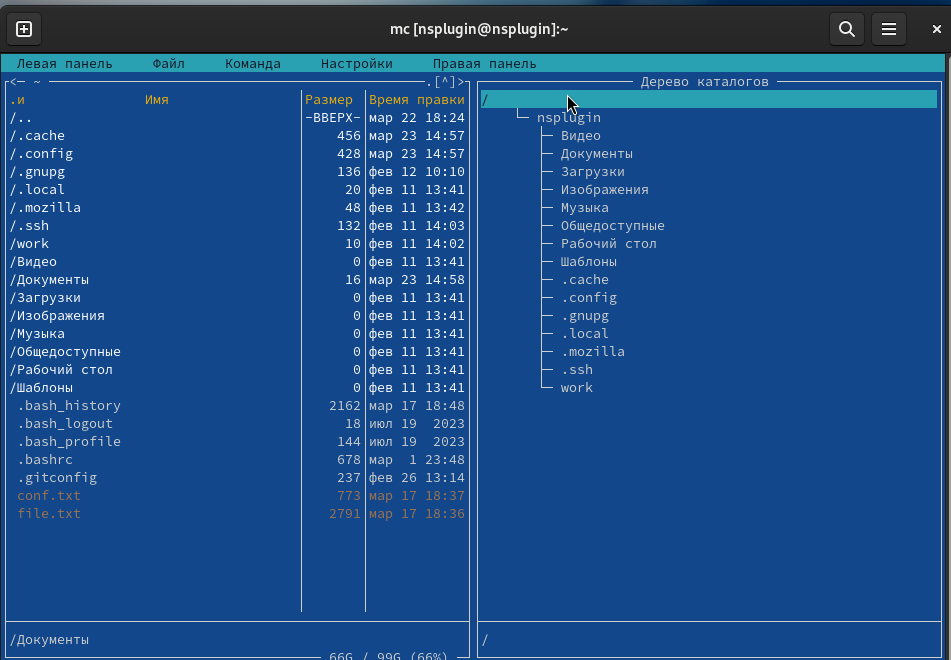 mc [nsplugin@nsplugin]:~
Левая панель Файл Команда Настройки Правая панель
<─ ~ .[^]>
.и Имя Размер Время правки
/.. -ВВЕРХ- мар 22 18:24
/.cache 456 мар 23 14:57
/.config 428 мар 23 14:57
/.gnupg 136 фев 12 10:10
/.local 20 фев 11 13:41
/.mozilla 48 фев 11 13:42
/.ssh 132 фев 11 14:03
/work 10 фев 11 14:02
/Видео 0 фев 11 13:41
/Документы 16 мар 23 14:58
/Загрузки 0 фев 11 13:41
/Изображения 0 фев 11 13:41
/Музыка 0 фев 11 13:41
/Общедоступные 0 фев 11 13:41
/Рабочий стол 0 фев 11 13:41
/Шаблоны 0 фев 11 13:41
.bash_history 2162 мар 17 18:48
.bash_logout 18 июл 19 2023
.bash_profile 144 июл 19 2023
.bashrc 678 мар 1 23:48
.gitconfig 237 фев 26 13:14
conf.txt 773 мар 17 18:37
file.txt 2791 мар 17 18:36
/Документы
66G / 99G (66%)
Дерево каталогов
/
nsplugin
Видео
Документы
Загрузки
Изображения
Музыка
Общедоступные
Рабочий стол
Шаблоны
.cache
.config
.gnupg
.local
.mozilla
.ssh
work
/